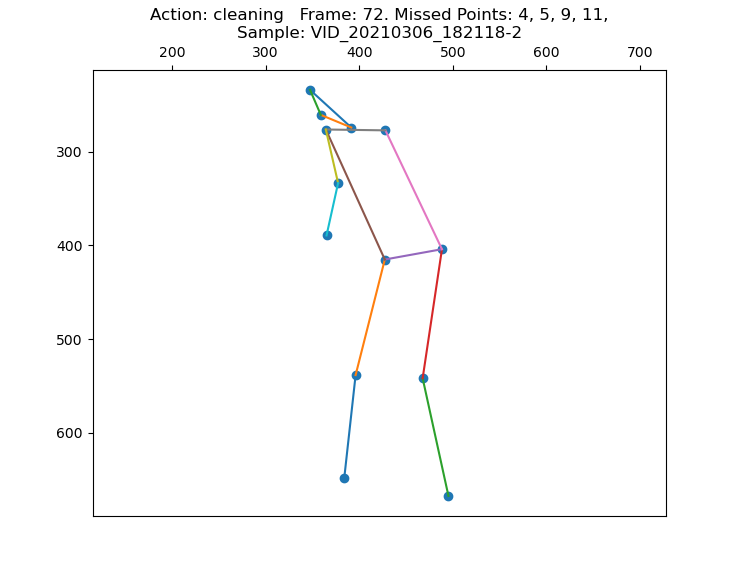 Action: cleaning   Frame: 72. Missed Points: 4, 5, 9, 11,
Sample: VID_20210306_182118-2
200 300 400 500 600 700
300
400
500
600